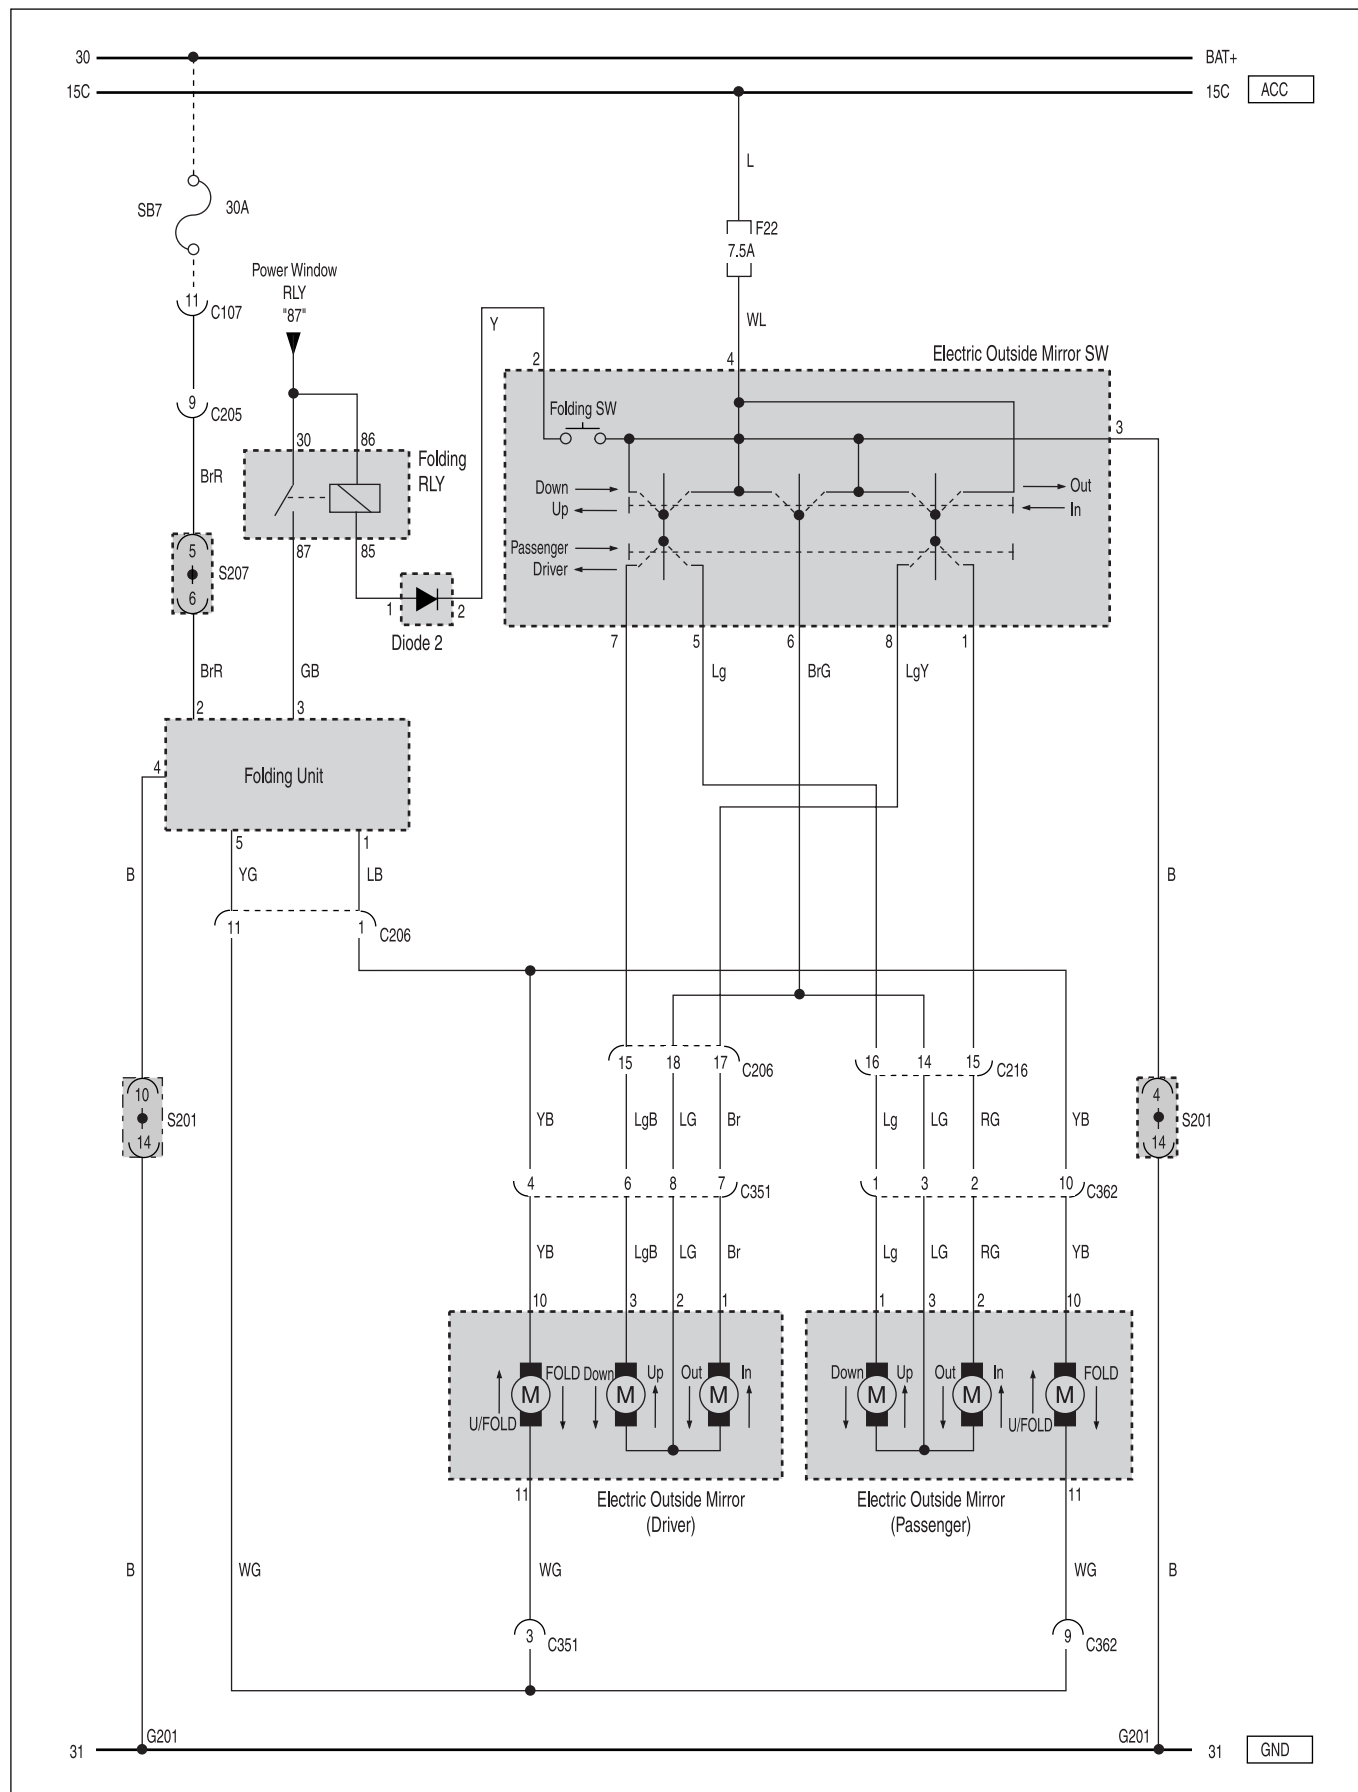 30 BAT+
15C 15C ACC
L
SB7 30A
F22
7.5A
Power Window
RLY
"87"
11 C107
Y WL
2 4 Electric Outside Mirror SW
9 C205
Folding SW 3
30 86 Folding
RLY
BrR
Down Out
Up In
87 85
Passenger
Driver
5 S207
6
1 2
Diode 2
7 5 6 8 1
BrR GB Lg BrG LgY
2 3
4 Folding Unit
5 1
B YG LB B
11 1 C206
15 18 17 C206 16 14 15 C216
10 4
S201 S201
14 14
YB LgB LG Br Lg LG RG YB
4 6 8 7 C351 1 3 2 10 C362
YB LgB LG Br Lg LG RG YB
10 3 2 1 1 3 2 10
FOLD Down Up Out In Down Up Out In FOLD
M M M M M M
U/FOLD U/FOLD
11 Electric Outside Mirror Electric Outside Mirror 11
(Driver) (Passenger)
B WG WG WG B
3 C351 9 C362
G201 G201
31 31 GND